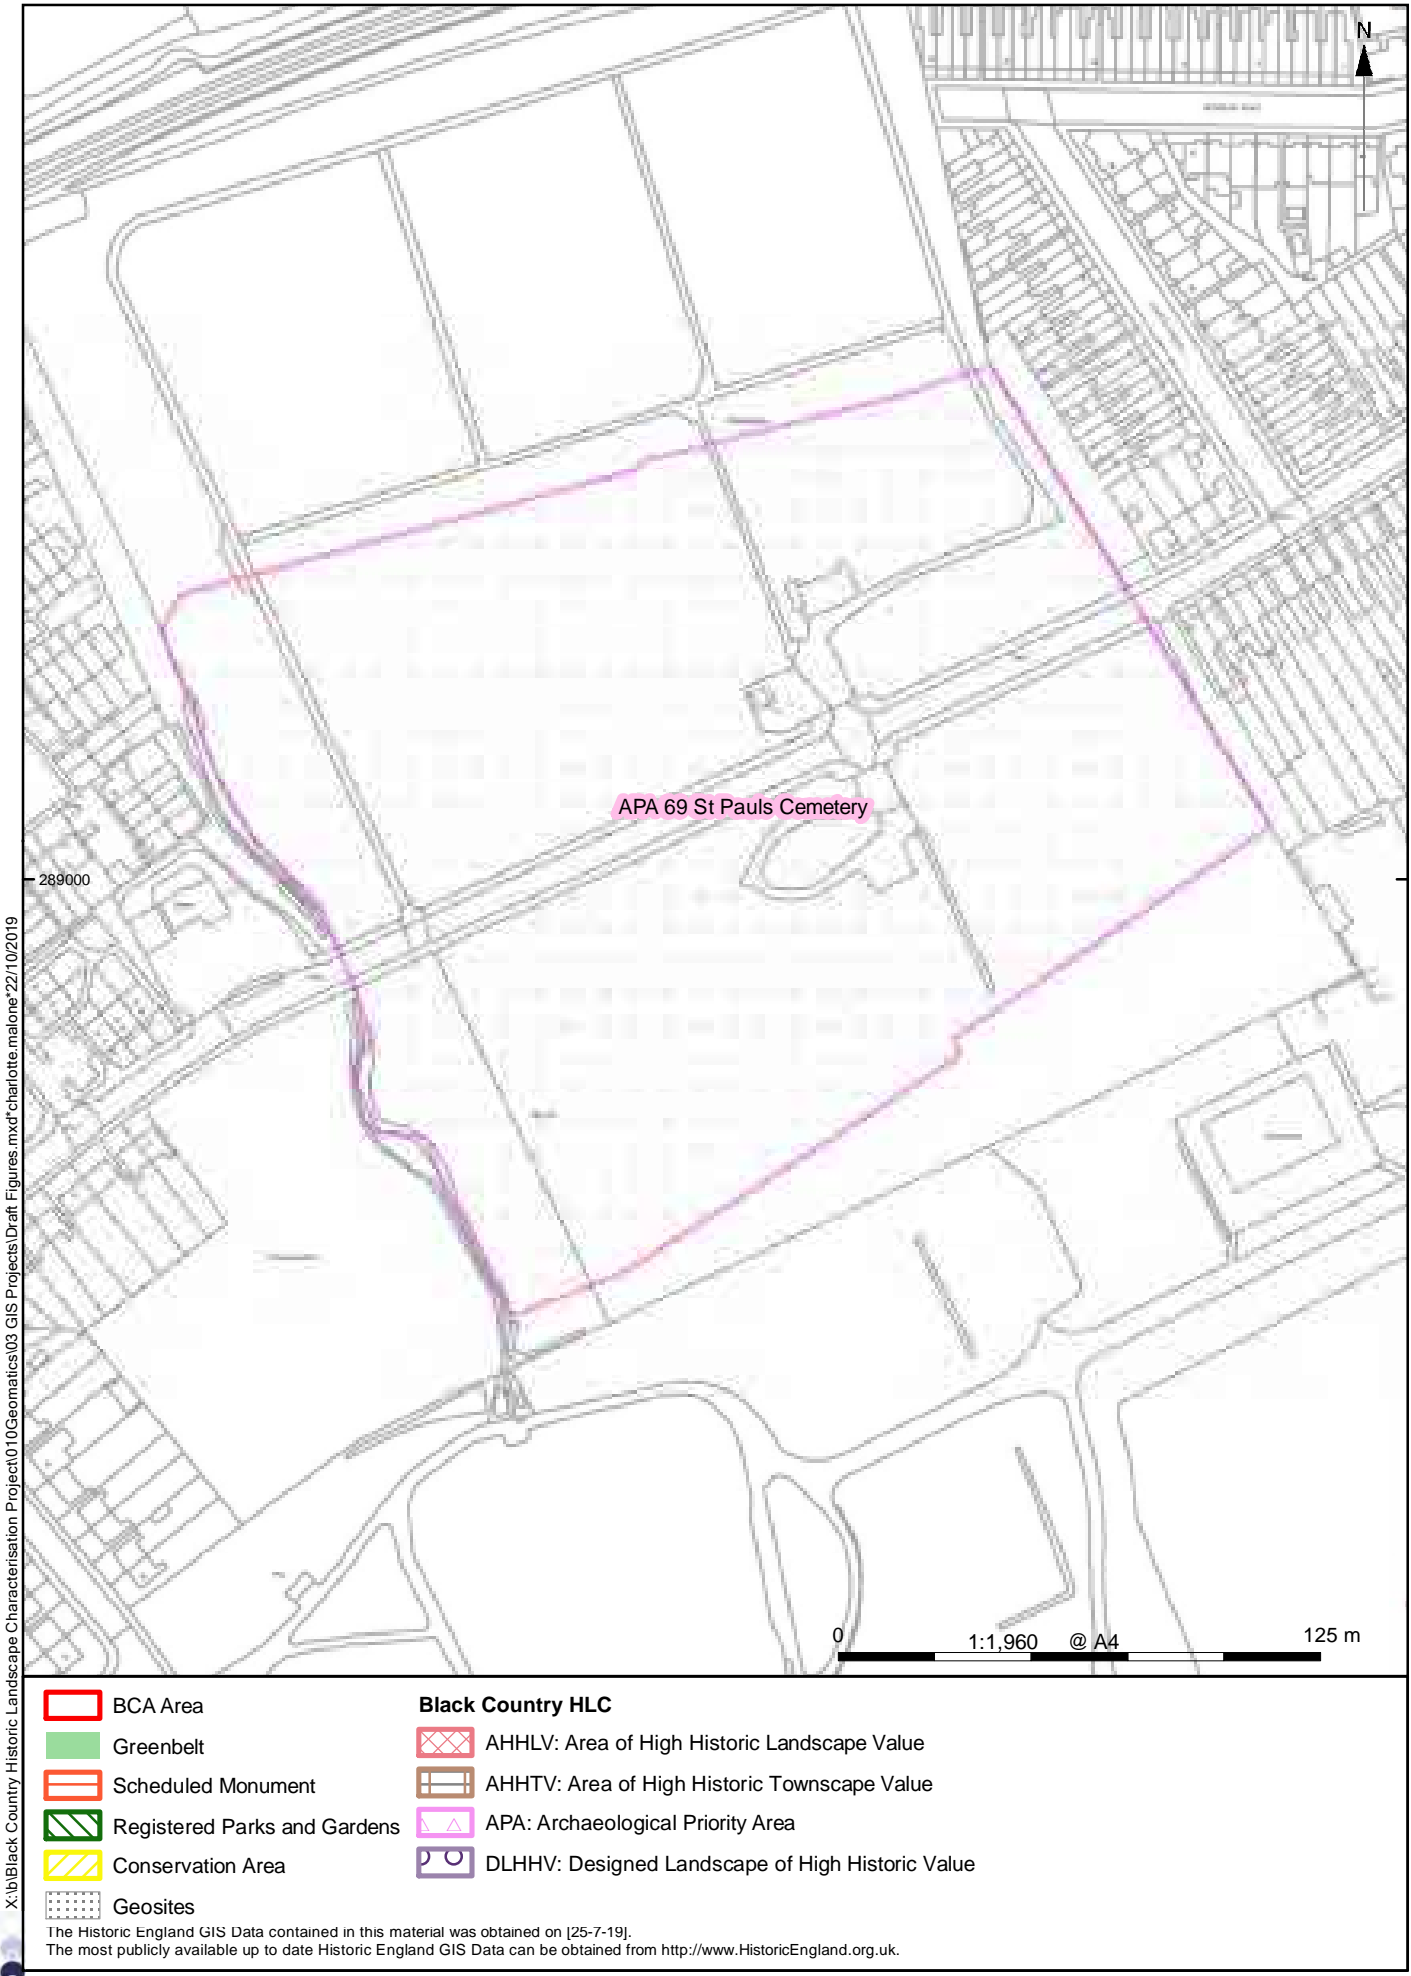 N
APA 69 St Pauls Cemetery
289000
X:\b\Black Country Historic Landscape Characterisation Project\010Geomatics\03 GIS Projects\Draft Figures.mxd*charlotte.malone*22/10/2019
0 1:1,960 @ A4 125 m
BCA Area
Greenbelt
Scheduled Monument
Registered Parks and Gardens
Conservation Area
Geosites
Black Country HLC
AHHLV: Area of High Historic Landscape Value
AHHTV: Area of High Historic Townscape Value
APA: Archaeological Priority Area
DLHHV: Designed Landscape of High Historic Value
The Historic England GIS Data contained in this material was obtained on [25-7-19].
The most publicly available up to date Historic England GIS Data can be obtained from http://www.HistoricEngland.org.uk.